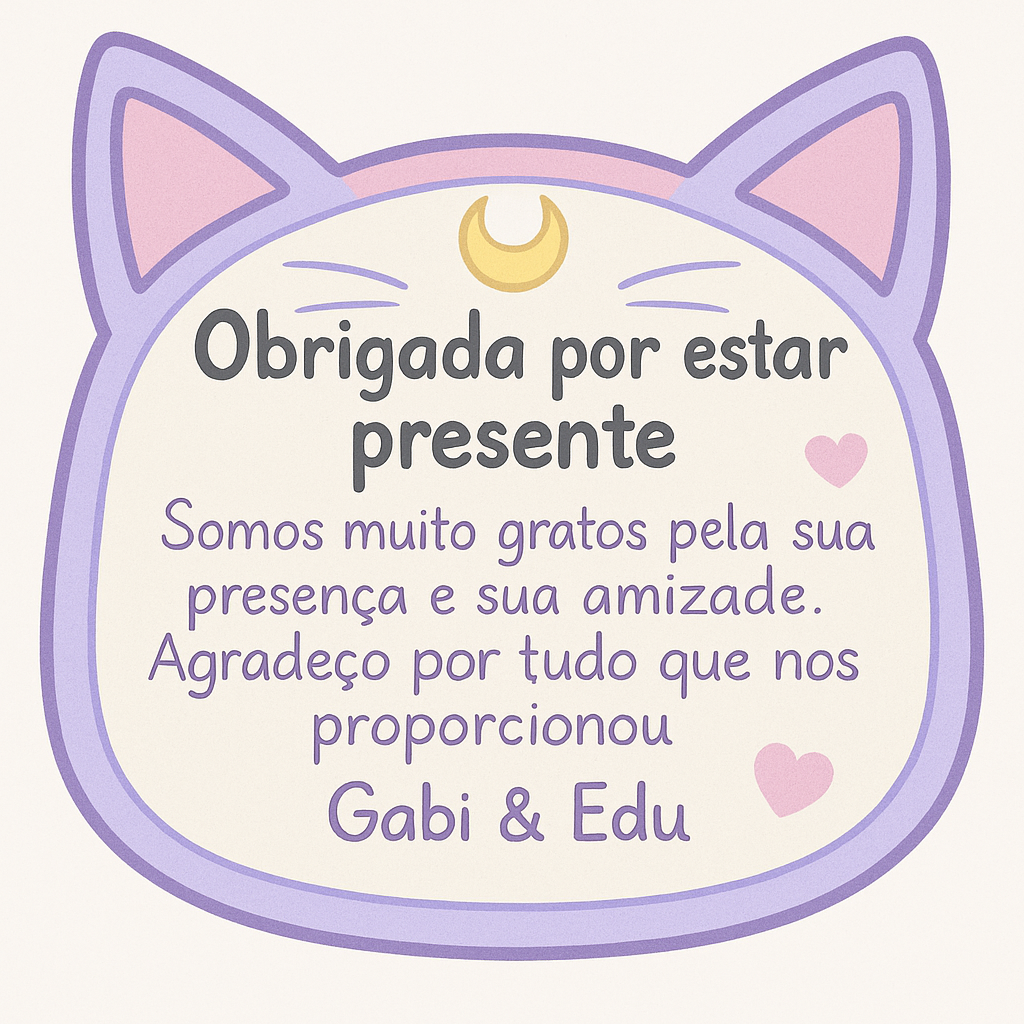 Obrigada por estar
presente
Somos muito gratos pela sua
presença e sua amizade.
Agradeço por tudo que nos
proporcionou
Gabi & Edu